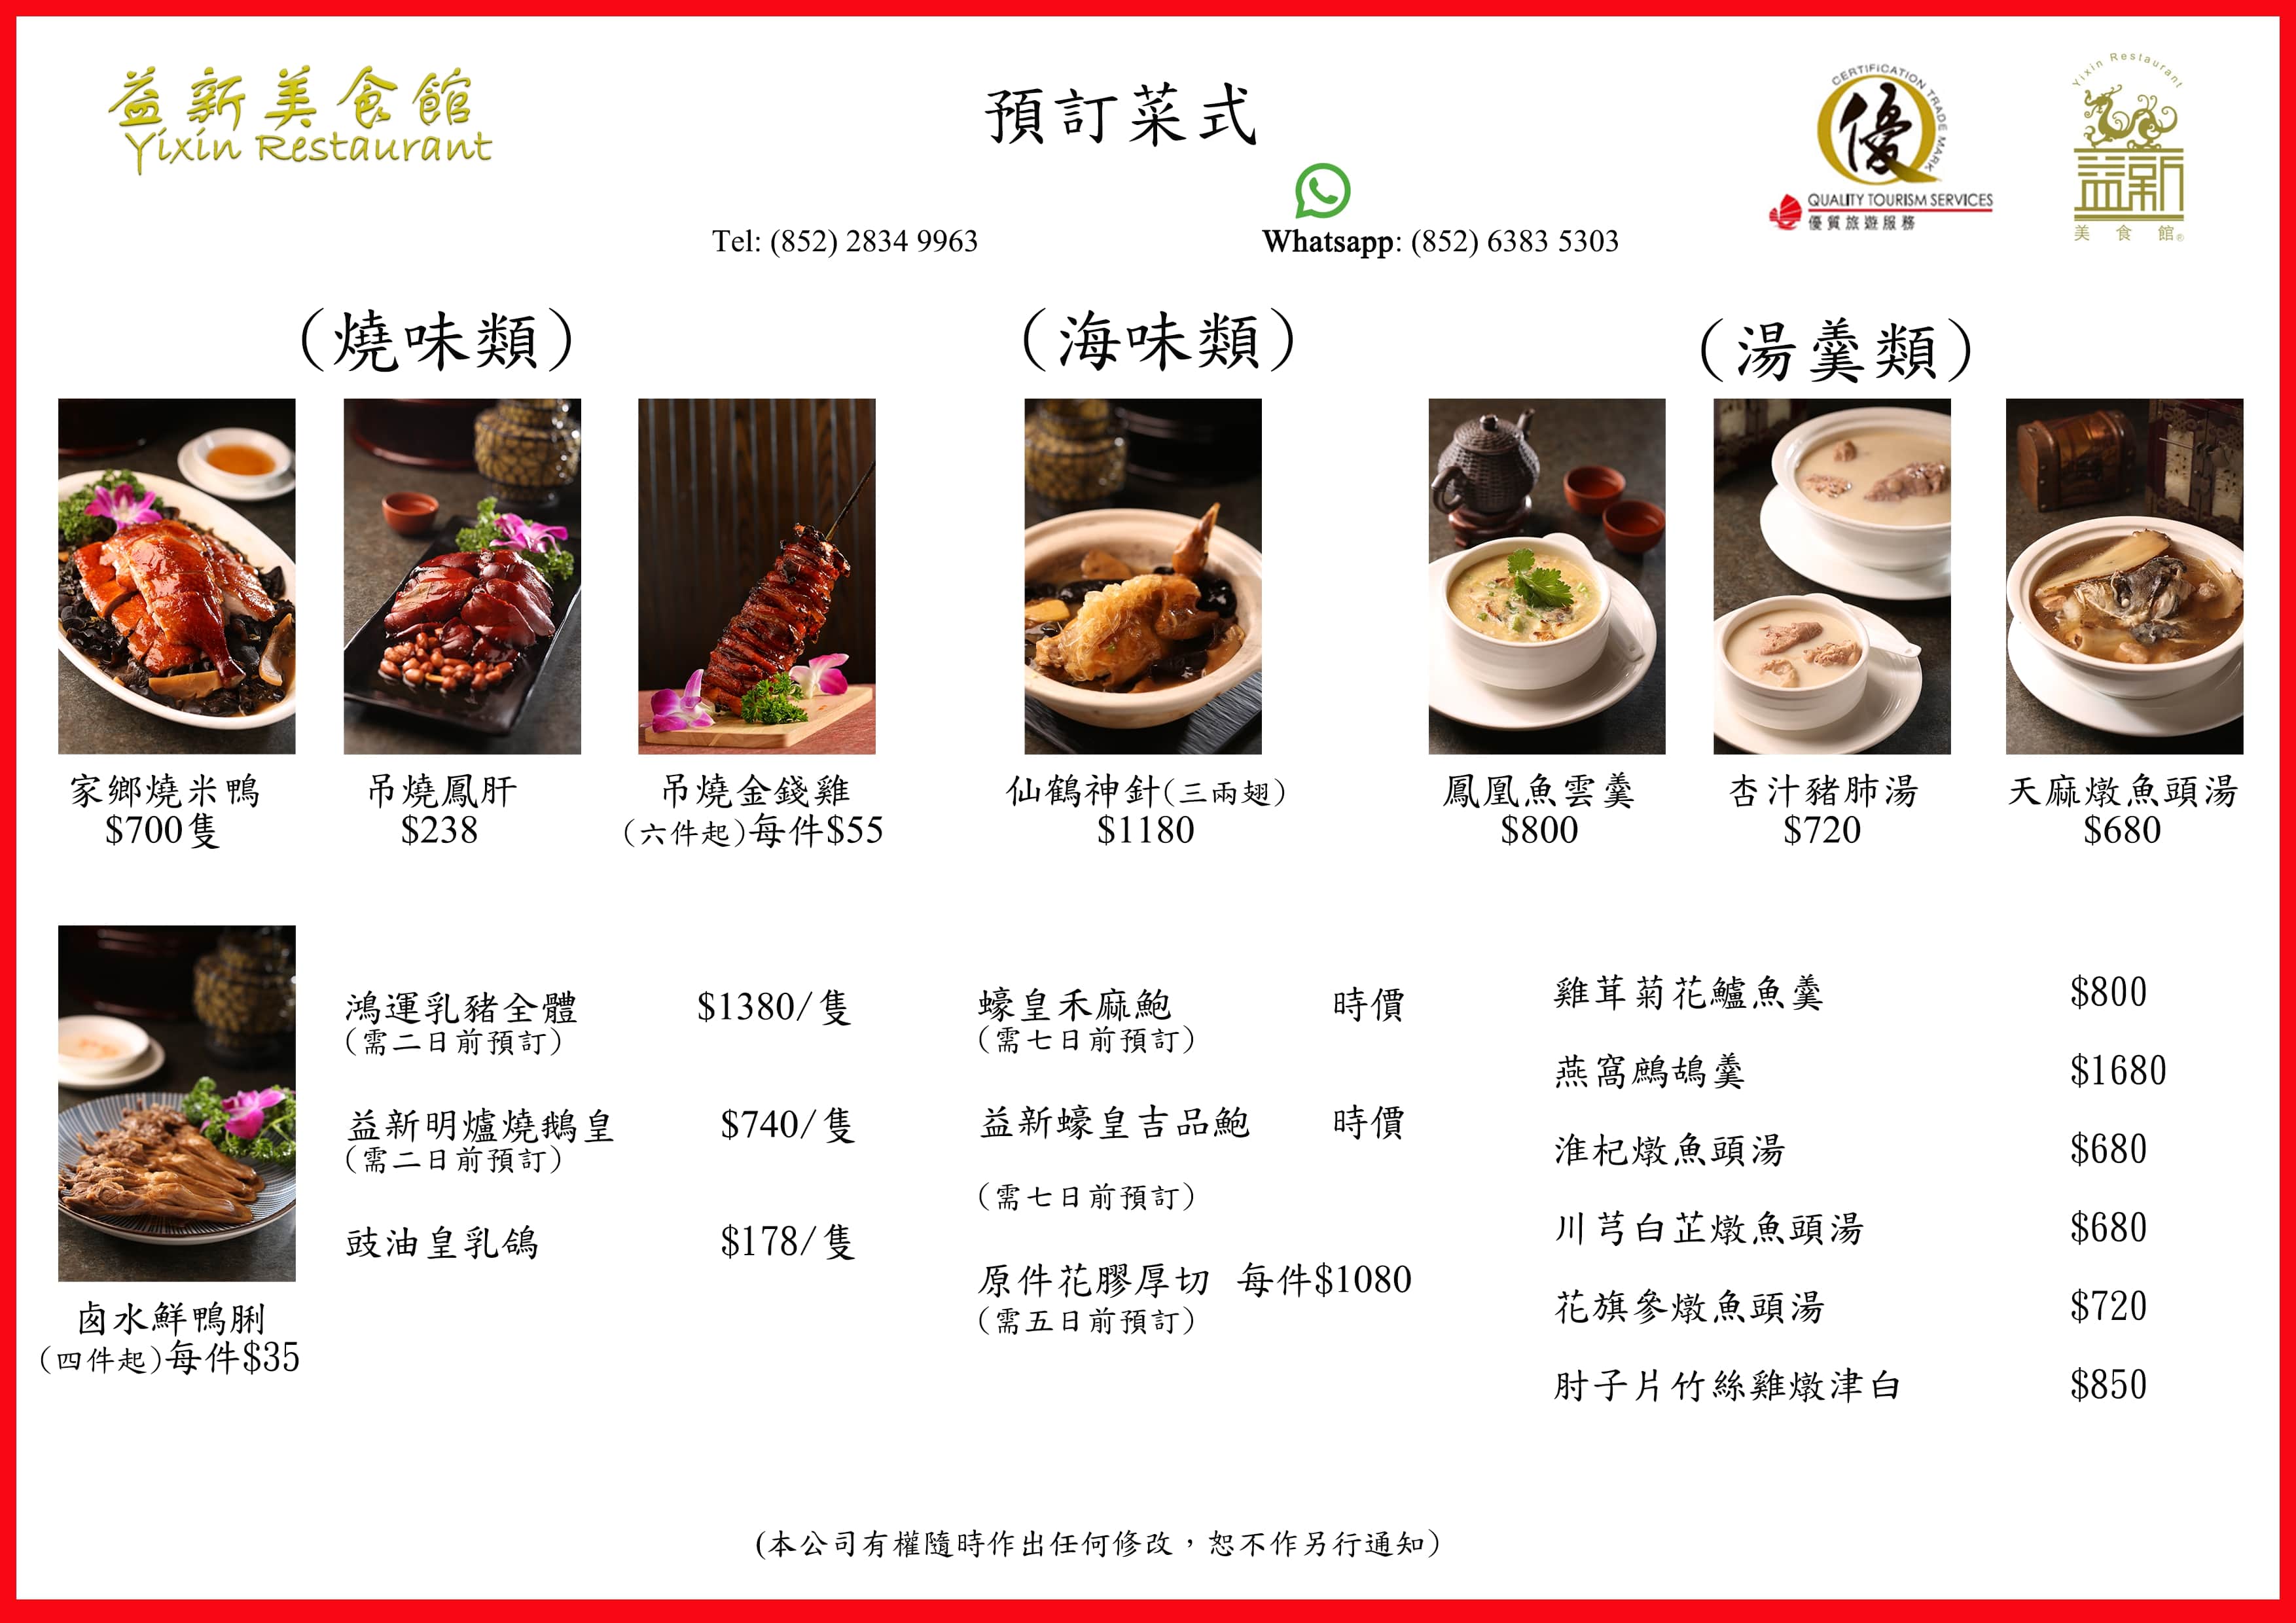 益新美食館
Yixin Restaurant
預訂菜式
Tel: (852) 2834 9963
Whatsapp: (852) 6383 5303
CERTIFICATION TRADE MARK
優
QUALITY TOURISM SERVICES
優質旅遊服務
Yixin Restaurant
益新
美食館®
(燒味類)
家鄉燒米鴨
$700隻
吊燒鳳肝
$238
吊燒金錢雞
(六件起)每件$55
鹵水鮮鴨脷
(四件起)每件$35
鴻運乳豬全體 $1380/隻
(需二日前預訂)
益新明爐燒鵝皇 $740/隻
(需二日前預訂)
豉油皇乳鴿 $178/隻
(海味類)
仙鶴神針(三兩翅)
$1180
蠔皇禾麻鮑 時價
(需七日前預訂)
益新蠔皇吉品鮑 時價
(需七日前預訂)
原件花膠厚切 每件$1080
(需五日前預訂)
(湯羹類)
鳳凰魚雲羹
$800
杏汁豬肺湯
$720
天麻燉魚頭湯
$680
雞茸菊花鱸魚羹 $800
燕窩鷓鴣羹 $1680
淮杞燉魚頭湯 $680
川芎白芷燉魚頭湯 $680
花旗參燉魚頭湯 $720
肘子片竹絲雞燉津白 $850
(本公司有權隨時作出任何修改，恕不作另行通知)